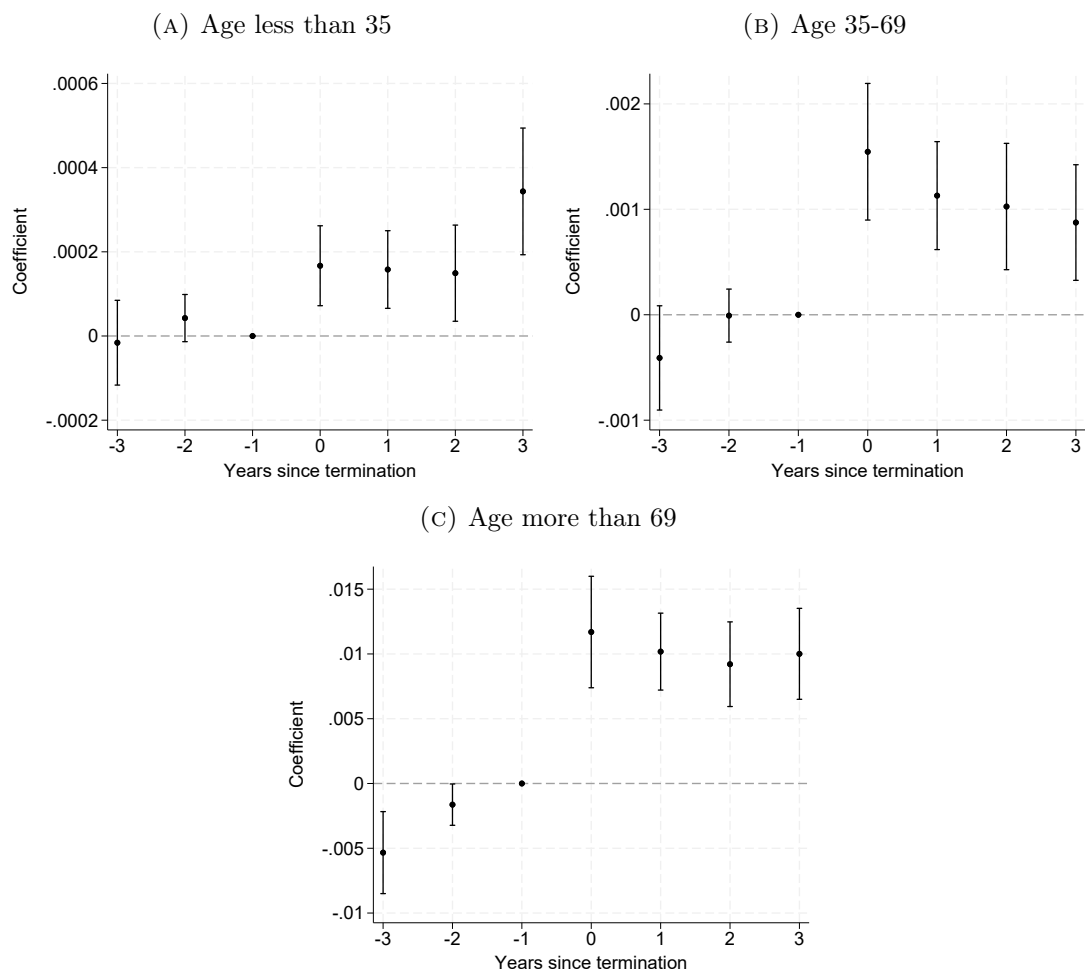 (A) Age less than 35
.0006
.0004
.0002
0
-.0002
Coefficient
-3 -2 -1 0 1 2 3
Years since termination
(B) Age 35-69
.002
.001
0
-.001
Coefficient
-3 -2 -1 0 1 2 3
Years since termination
(C) Age more than 69
.015
.01
.005
0
-.005
-.01
Coefficient
-3 -2 -1 0 1 2 3
Years since termination